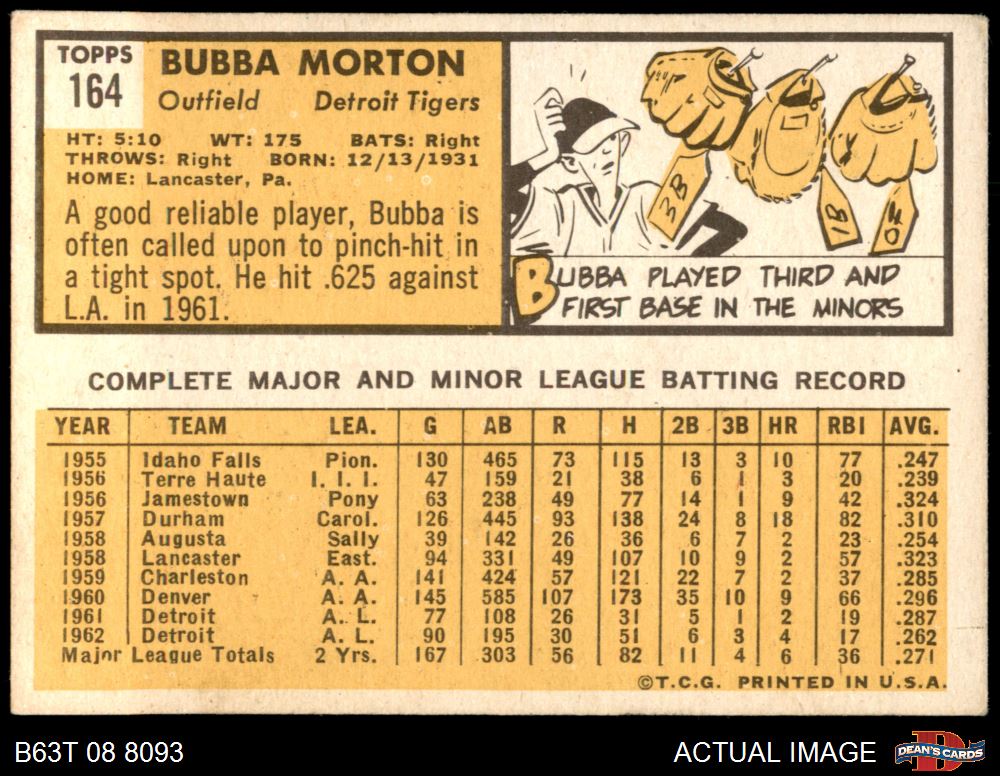 TOPPS
164
BUBBA MORTON
Outfield Detroit Tigers
HT: 5:10 WT: 175 BATS: Right
THROWS: Right BORN: 12/13/1931
HOME: Lancaster, Pa.
A good reliable player, Bubba is
often called upon to pinch-hit in
a tight spot. He hit .625 against
L.A. in 1961.
3B
1B
OF
BUBBA PLAYED THIRD AND
FIRST BASE IN THE MINORS
COMPLETE MAJOR AND MINOR LEAGUE BATTING RECORD
YEAR TEAM LEA. G AB R H 2B 3B HR RBI AVG.
1955 Idaho Falls Pion. 130 465 73 115 13 3 10 77 .247
1956 Terre Haute I. I. I. 47 159 21 38 6 1 3 20 .239
1956 Jamestown Pony 63 238 49 77 14 1 9 42 .324
1957 Durham Carol. 126 445 93 138 24 8 18 82 .310
1958 Augusta Sally 39 142 26 36 6 7 2 23 .254
1958 Lancaster East. 94 331 49 107 10 9 2 57 .323
1959 Charleston A. A. 141 424 57 121 22 7 2 37 .285
1960 Denver A. A. 145 585 107 173 35 10 9 66 .296
1961 Detroit A. L. 77 108 26 31 5 1 2 19 .287
1962 Detroit A. L. 90 195 30 51 6 3 4 17 .262
Major League Totals 2 Yrs. 167 303 56 82 11 4 6 36 .271
©T.C.G. PRINTED IN U.S.A.
B63T 08 8093
ACTUAL IMAGE
D
DEAN'S CARDS